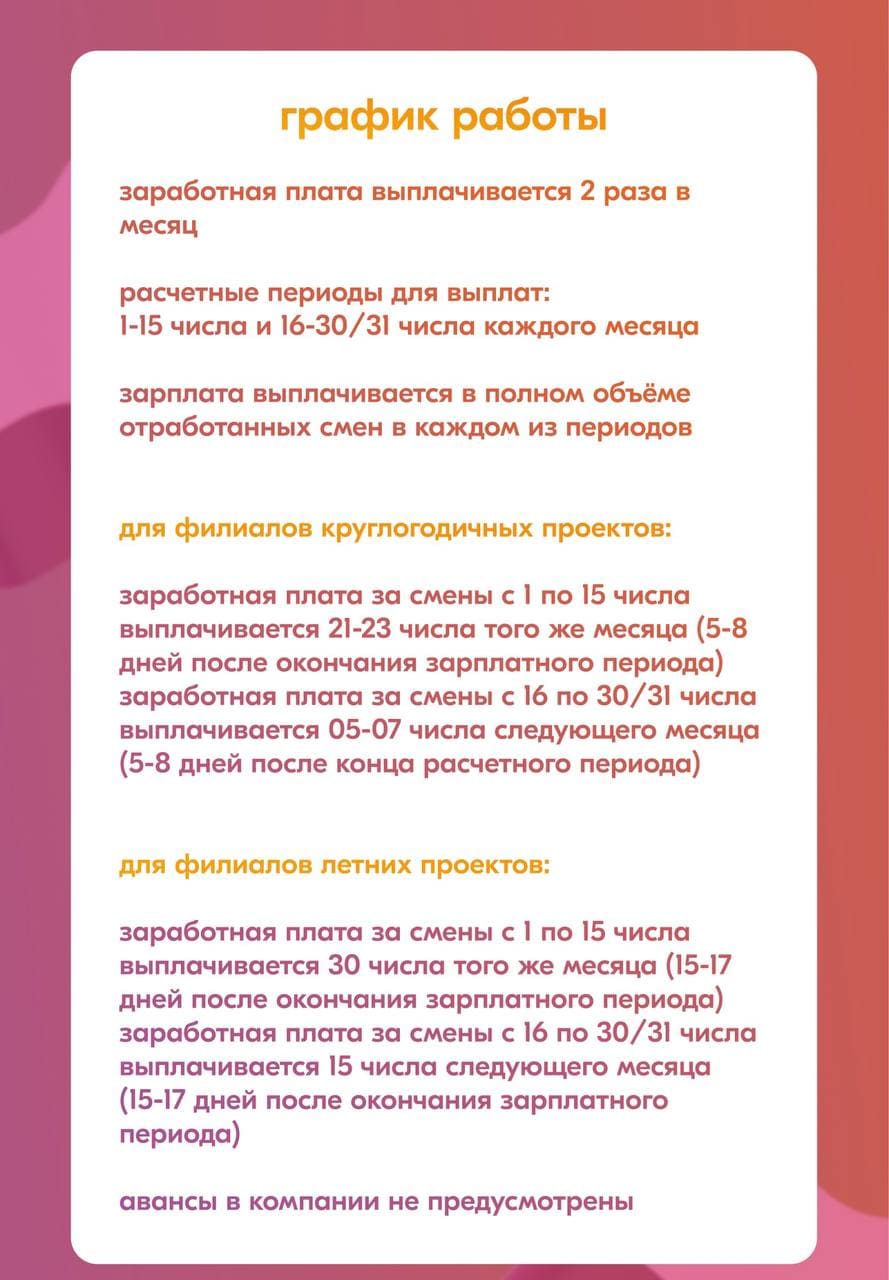 график работы
заработная плата выплачивается 2 раза в
месяц
расчетные периоды для выплат:
1-15 числа и 16-30/31 числа каждого месяца
зарплата выплачивается в полном объёме
отработанных смен в каждом из периодов
для филиалов круглогодичных проектов:
заработная плата за смены с 1 по 15 числа
выплачивается 21-23 числа того же месяца (5-8
дней после окончания зарплатного периода)
заработная плата за смены с 16 по 30/31 числа
выплачивается 05-07 числа следующего месяца
(5-8 дней после конца расчетного периода)
для филиалов летних проектов:
заработная плата за смены с 1 по 15 числа
выплачивается 30 числа того же месяца (15-17
дней после окончания зарплатного периода)
заработная плата за смены с 16 по 30/31 числа
выплачивается 15 числа следующего месяца
(15-17 дней после окончания зарплатного
периода)
авансы в компании не предусмотрены